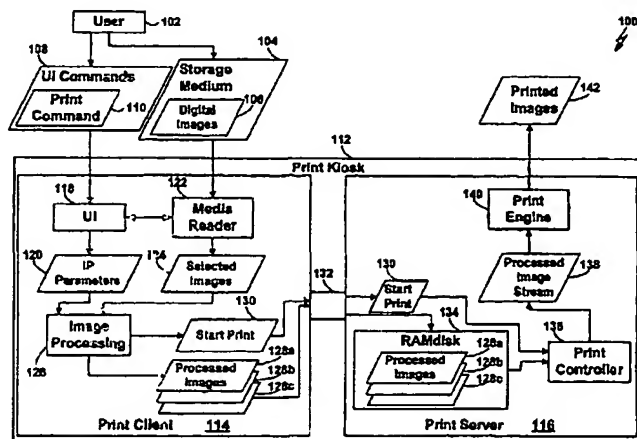 100
User
102
104
108
UI Commands
Print
Command
110
Storage
Medium
Digital
Images
106
Printed
Images
142
112
Print Kiosk
118
UI
122
Media
Reader
140
Print
Engine
120
IP
Parameters
124
Selected
Images
132
130
Start Print
Processed
Image
Stream
138
126
Image
Processing
130
Start Print
134
RAMdisk
136
Print
Controller
Processed
Images
128a
128b
128c
Processed
Images
128a
128b
128c
Print Client 114
Print Server 116